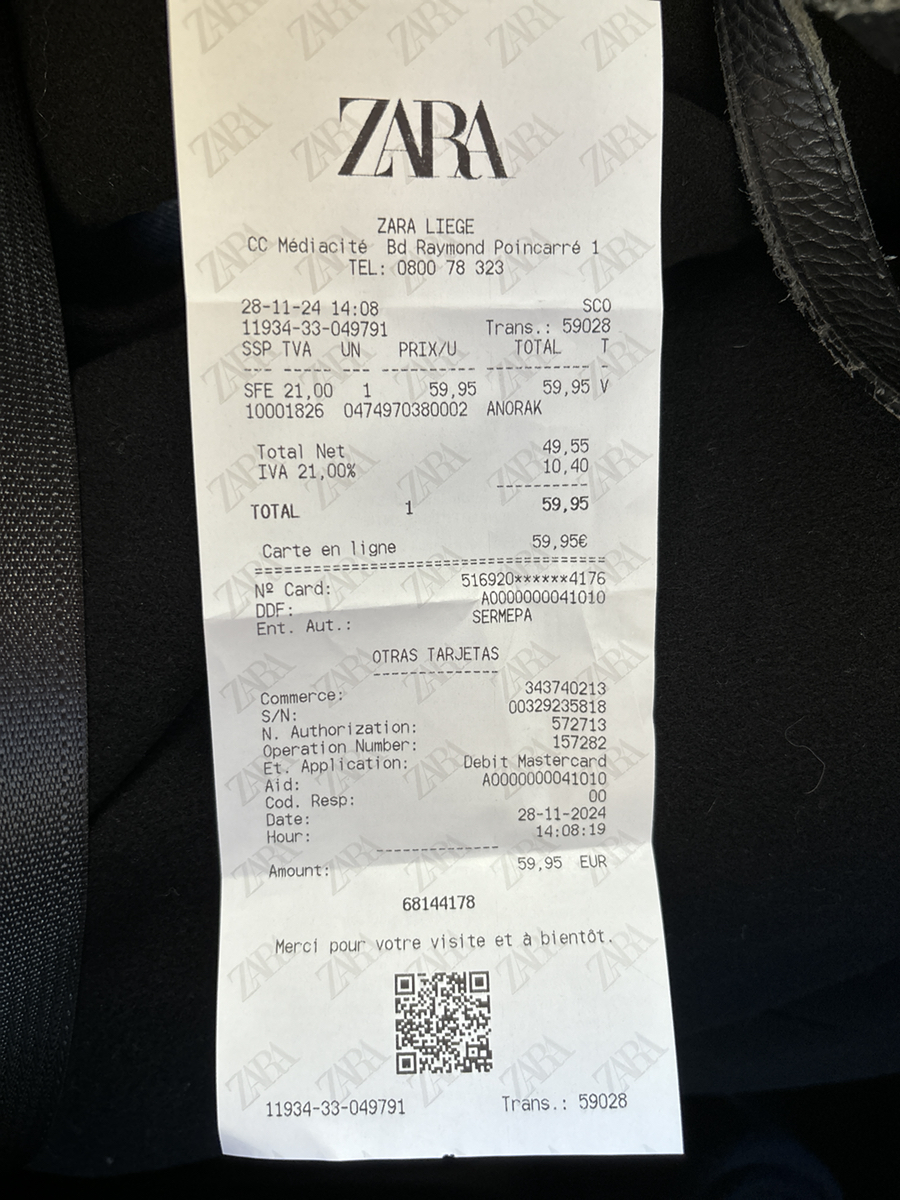 ZARA
ZARA LIEGE
CC Médiacité Bd Raymond Poincarré 1
TEL: 0800 78 323
28-11-24 14:08 SCO
11934-33-049791 Trans.: 59028
SSP TVA UN PRIX/U TOTAL T
--- ----- --- ---------- ----------- -
SFE 21,00 1 59,95 59,95 V
10001826 0474970380002 ANORAK
Total Net 49,55
IVA 21,00% 10,40
----------
TOTAL 1 59,95
Carte en ligne 59,95€
========================================
Nº Card: 516920******4176
DDF: A0000000041010
Ent. Aut.: SERMEPA
OTRAS TARJETAS
--------------
Commerce: 343740213
S/N: 00329235818
N. Authorization: 572713
Operation Number: 157282
Et. Application: Debit Mastercard
Aid: A0000000041010
Cod. Resp: 00
Date: 28-11-2024
Hour: 14:08:19
--------------
Amount: 59,95 EUR
68144178
Merci pour votre visite et à bientôt.
11934-33-049791 Trans.: 59028